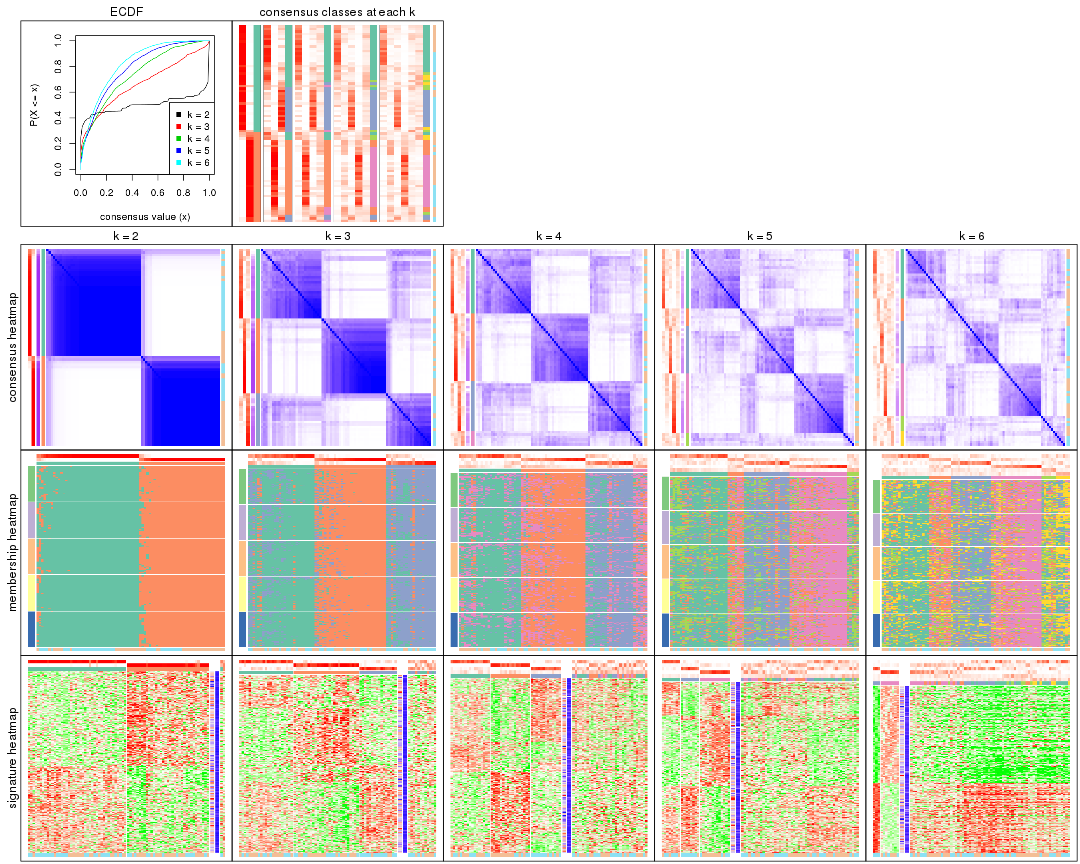 ECDF
consensus classes at each k
P(X <= x)
0.0
0.2
0.4
0.6
0.8
1.0
k = 2
k = 3
k = 4
k = 5
k = 6
0.0 0.2 0.4 0.6 0.8 1.0
consensus value (x)
k = 2
k = 3
k = 4
k = 5
k = 6
consensus heatmap
membership heatmap
signature heatmap